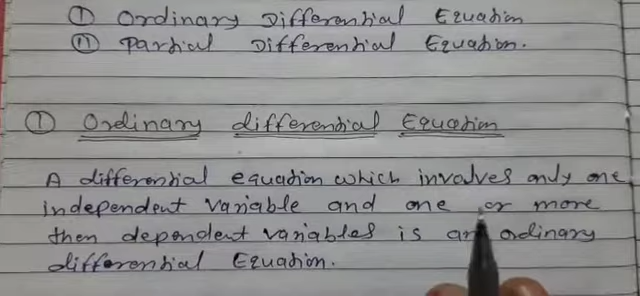 ① Ordinary Differential Equation
② Partial Differential Equation.
① Ordinary differential Equation
A differential equation which involves only one
independent variable and one or more
then dependent variables is an ordinary
differential Equation.